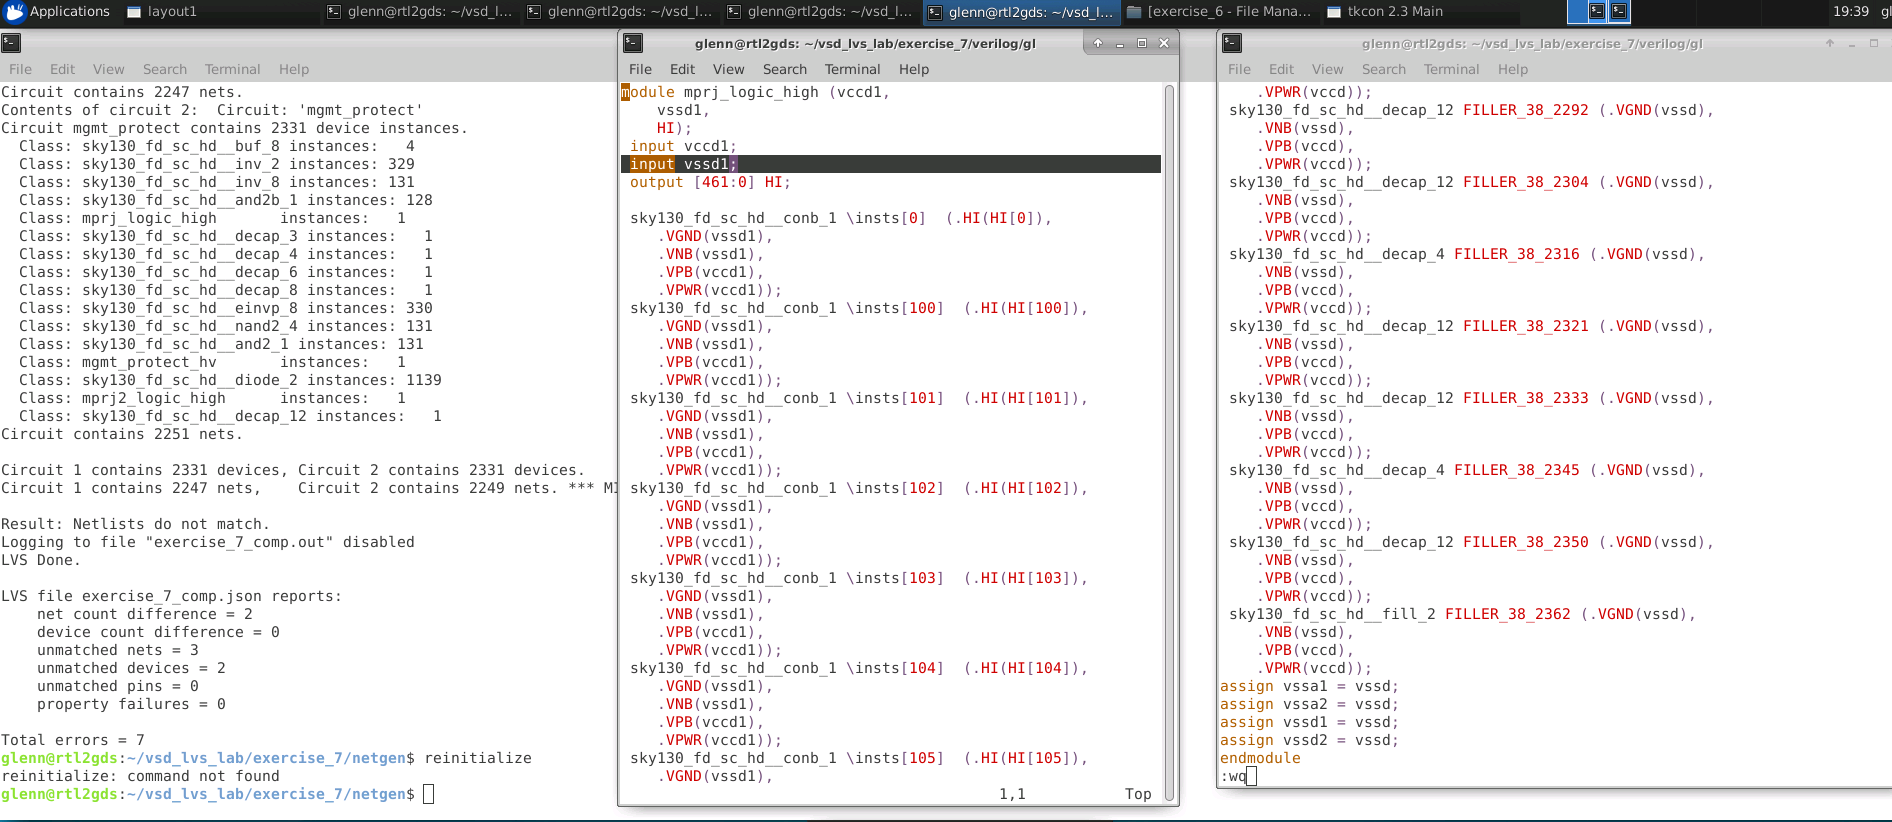 Applications
layout1
glenn@rtl2gds: ~/vsd_l...
glenn@rtl2gds: ~/vsd_l...
glenn@rtl2gds: ~/vsd_l...
glenn@rtl2gds: ~/vsd_l...
[exercise_6 - File Mana...
tkcon 2.3 Main
19:39
File Edit View Search Terminal Help
Circuit contains 2247 nets.
Contents of circuit 2:  Circuit: 'mgmt_protect'
Circuit mgmt_protect contains 2331 device instances.
  Class: sky130_fd_sc_hd__buf_8 instances:   4
  Class: sky130_fd_sc_hd__inv_2 instances: 329
  Class: sky130_fd_sc_hd__inv_8 instances: 131
  Class: sky130_fd_sc_hd__and2b_1 instances: 128
  Class: mprj_logic_high       instances:   1
  Class: sky130_fd_sc_hd__decap_3 instances:   1
  Class: sky130_fd_sc_hd__decap_4 instances:   1
  Class: sky130_fd_sc_hd__decap_6 instances:   1
  Class: sky130_fd_sc_hd__decap_8 instances:   1
  Class: sky130_fd_sc_hd__einvp_8 instances: 330
  Class: sky130_fd_sc_hd__nand2_4 instances: 131
  Class: sky130_fd_sc_hd__and2_1 instances: 131
  Class: mgmt_protect_hv       instances:   1
  Class: sky130_fd_sc_hd__diode_2 instances: 1139
  Class: mprj2_logic_high      instances:   1
  Class: sky130_fd_sc_hd__decap_12 instances:   1
Circuit contains 2251 nets.
Circuit 1 contains 2331 devices, Circuit 2 contains 2331 devices.
Circuit 1 contains 2247 nets,    Circuit 2 contains 2249 nets. ***
Result: Netlists do not match.
Logging to file "exercise_7_comp.out" disabled
LVS Done.
LVS file exercise_7_comp.json reports:
    net count difference = 2
    device count difference = 0
    unmatched nets = 3
    unmatched devices = 2
    unmatched pins = 0
    property failures = 0
Total errors = 7
glenn@rtl2gds:~/vsd_lvs_lab/exercise_7/netgen$ reinitialize
reinitialize: command not found
glenn@rtl2gds:~/vsd_lvs_lab/exercise_7/netgen$
glenn@rtl2gds: ~/vsd_lvs_lab/exercise_7/verilog/gl
File Edit View Search Terminal Help
module mprj_logic_high (vccd1,
    vssd1,
    HI);
 input vccd1;
 input vssd1;
 output [461:0] HI;
 sky130_fd_sc_hd__conb_1 \insts[0]  (.HI(HI[0]),
    .VGND(vssd1),
    .VNB(vssd1),
    .VPB(vccd1),
    .VPWR(vccd1));
 sky130_fd_sc_hd__conb_1 \insts[100]  (.HI(HI[100]),
    .VGND(vssd1),
    .VNB(vssd1),
    .VPB(vccd1),
    .VPWR(vccd1));
 sky130_fd_sc_hd__conb_1 \insts[101]  (.HI(HI[101]),
    .VGND(vssd1),
    .VNB(vssd1),
    .VPB(vccd1),
    .VPWR(vccd1));
 sky130_fd_sc_hd__conb_1 \insts[102]  (.HI(HI[102]),
    .VGND(vssd1),
    .VNB(vssd1),
    .VPB(vccd1),
    .VPWR(vccd1));
 sky130_fd_sc_hd__conb_1 \insts[103]  (.HI(HI[103]),
    .VGND(vssd1),
    .VNB(vssd1),
    .VPB(vccd1),
    .VPWR(vccd1));
 sky130_fd_sc_hd__conb_1 \insts[104]  (.HI(HI[104]),
    .VGND(vssd1),
    .VNB(vssd1),
    .VPB(vccd1),
    .VPWR(vccd1));
 sky130_fd_sc_hd__conb_1 \insts[105]  (.HI(HI[105]),
    .VGND(vssd1),
1,1 Top
glenn@rtl2gds: ~/vsd_lvs_lab/exercise_7/verilog/gl
File Edit View Search Terminal Help
    .VPWR(vccd));
 sky130_fd_sc_hd__decap_12 FILLER_38_2292 (.VGND(vssd),
    .VNB(vssd),
    .VPB(vccd),
    .VPWR(vccd));
 sky130_fd_sc_hd__decap_12 FILLER_38_2304 (.VGND(vssd),
    .VNB(vssd),
    .VPB(vccd),
    .VPWR(vccd));
 sky130_fd_sc_hd__decap_4 FILLER_38_2316 (.VGND(vssd),
    .VNB(vssd),
    .VPB(vccd),
    .VPWR(vccd));
 sky130_fd_sc_hd__decap_12 FILLER_38_2321 (.VGND(vssd),
    .VNB(vssd),
    .VPB(vccd),
    .VPWR(vccd));
 sky130_fd_sc_hd__decap_12 FILLER_38_2333 (.VGND(vssd),
    .VNB(vssd),
    .VPB(vccd),
    .VPWR(vccd));
 sky130_fd_sc_hd__decap_4 FILLER_38_2345 (.VGND(vssd),
    .VNB(vssd),
    .VPB(vccd),
    .VPWR(vccd));
 sky130_fd_sc_hd__decap_12 FILLER_38_2350 (.VGND(vssd),
    .VNB(vssd),
    .VPB(vccd),
    .VPWR(vccd));
 sky130_fd_sc_hd__fill_2 FILLER_38_2362 (.VGND(vssd),
    .VNB(vssd),
    .VPB(vccd),
    .VPWR(vccd));
assign vssa1 = vssd;
assign vssa2 = vssd;
assign vssd1 = vssd;
assign vssd2 = vssd;
endmodule
:wq